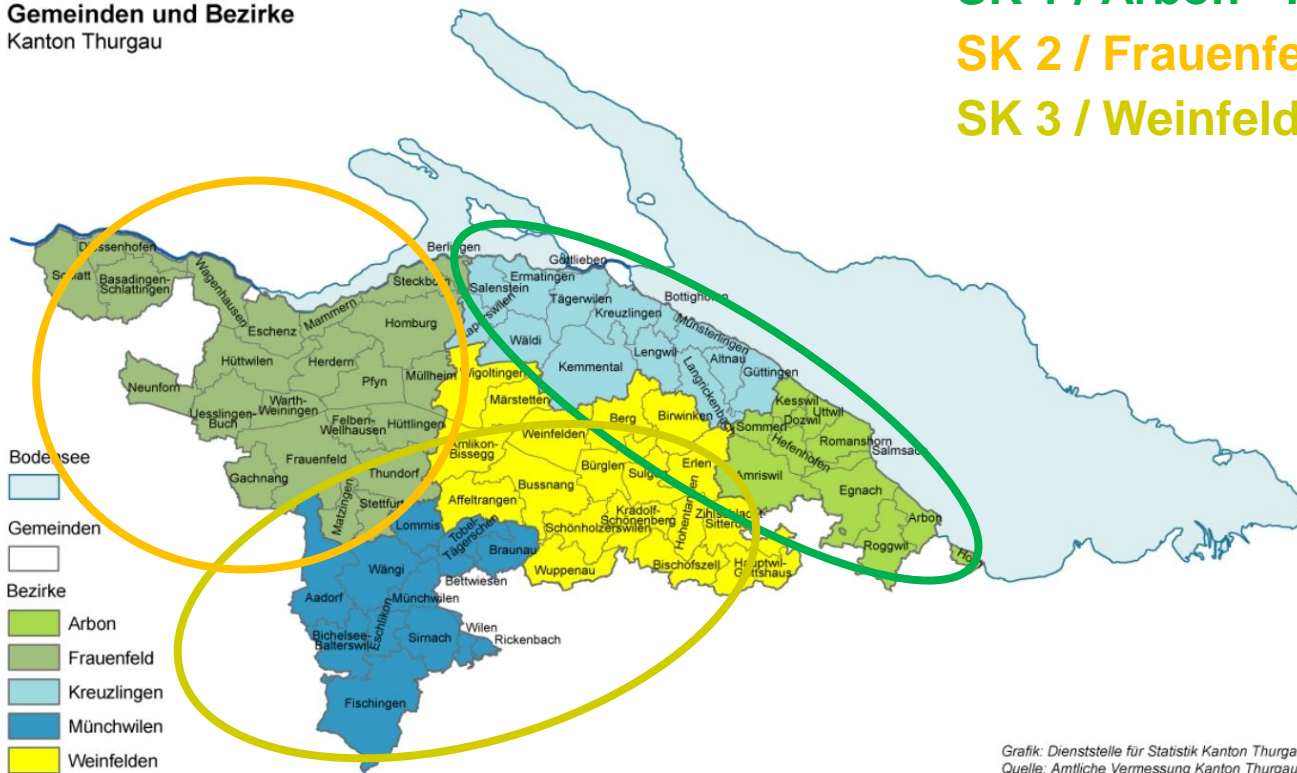 Gemeinden und Bezirke
Kanton Thurgau
SK 2 / Frauenfe
SK 3 / Weinfeld
Diessenhofen
Schlatt
Basadingen-
Schlattingen
Wagenhausen
Eschenz
Mammern
Steckborn
Berlingen
Homburg
Hüttwilen
Herdern
Neunforn
Pfyn
Müllheim
Uesslingen-
Buch
Warth-
Weiningen
Felben-
Wellhausen
Hüttlingen
Frauenfeld
Gachnang
Thundorf
Matzingen
Stettfurt
Gottlieben
Ermatingen
Salenstein
Raperswilen
Tägerwilen
Kreuzlingen
Bottighofen
Münsterlingen
Wäldi
Kemmental
Lengwil
Altnau
Langrickenbach
Güttingen
Wigoltingen
Märstetten
Berg
Birwinken
Weinfelden
Amlikon-
Bissegg
Bürglen
Sulgen
Erlen
Bussnang
Affeltrangen
Kradolf-
Schönenberg
Schönholzerswilen
Hohentannen
Zihlschlacht
Sitterdorf
Wuppenau
Bischofszell
Hauptwil-
Gottshaus
Kesswil
Uttwil
Dozwil
Sommeri
Hefenhofen
Romanshorn
Salmsach
Amriswil
Egnach
Arbon
Roggwil
Horn
Lommis
Tobel-
Tägerschen
Braunau
Wängi
Bettwiesen
Aadorf
Münchwilen
Eschlikon
Bichelsee-
Balterswil
Sirnach
Wilen
Rickenbach
Fischingen
Bodensee
Gemeinden
Bezirke
Arbon
Frauenfeld
Kreuzlingen
Münchwilen
Weinfelden
Grafik: Dienststelle für Statistik Kanton Thurga
Quelle: Amtliche Vermessung Kanton Thurgau